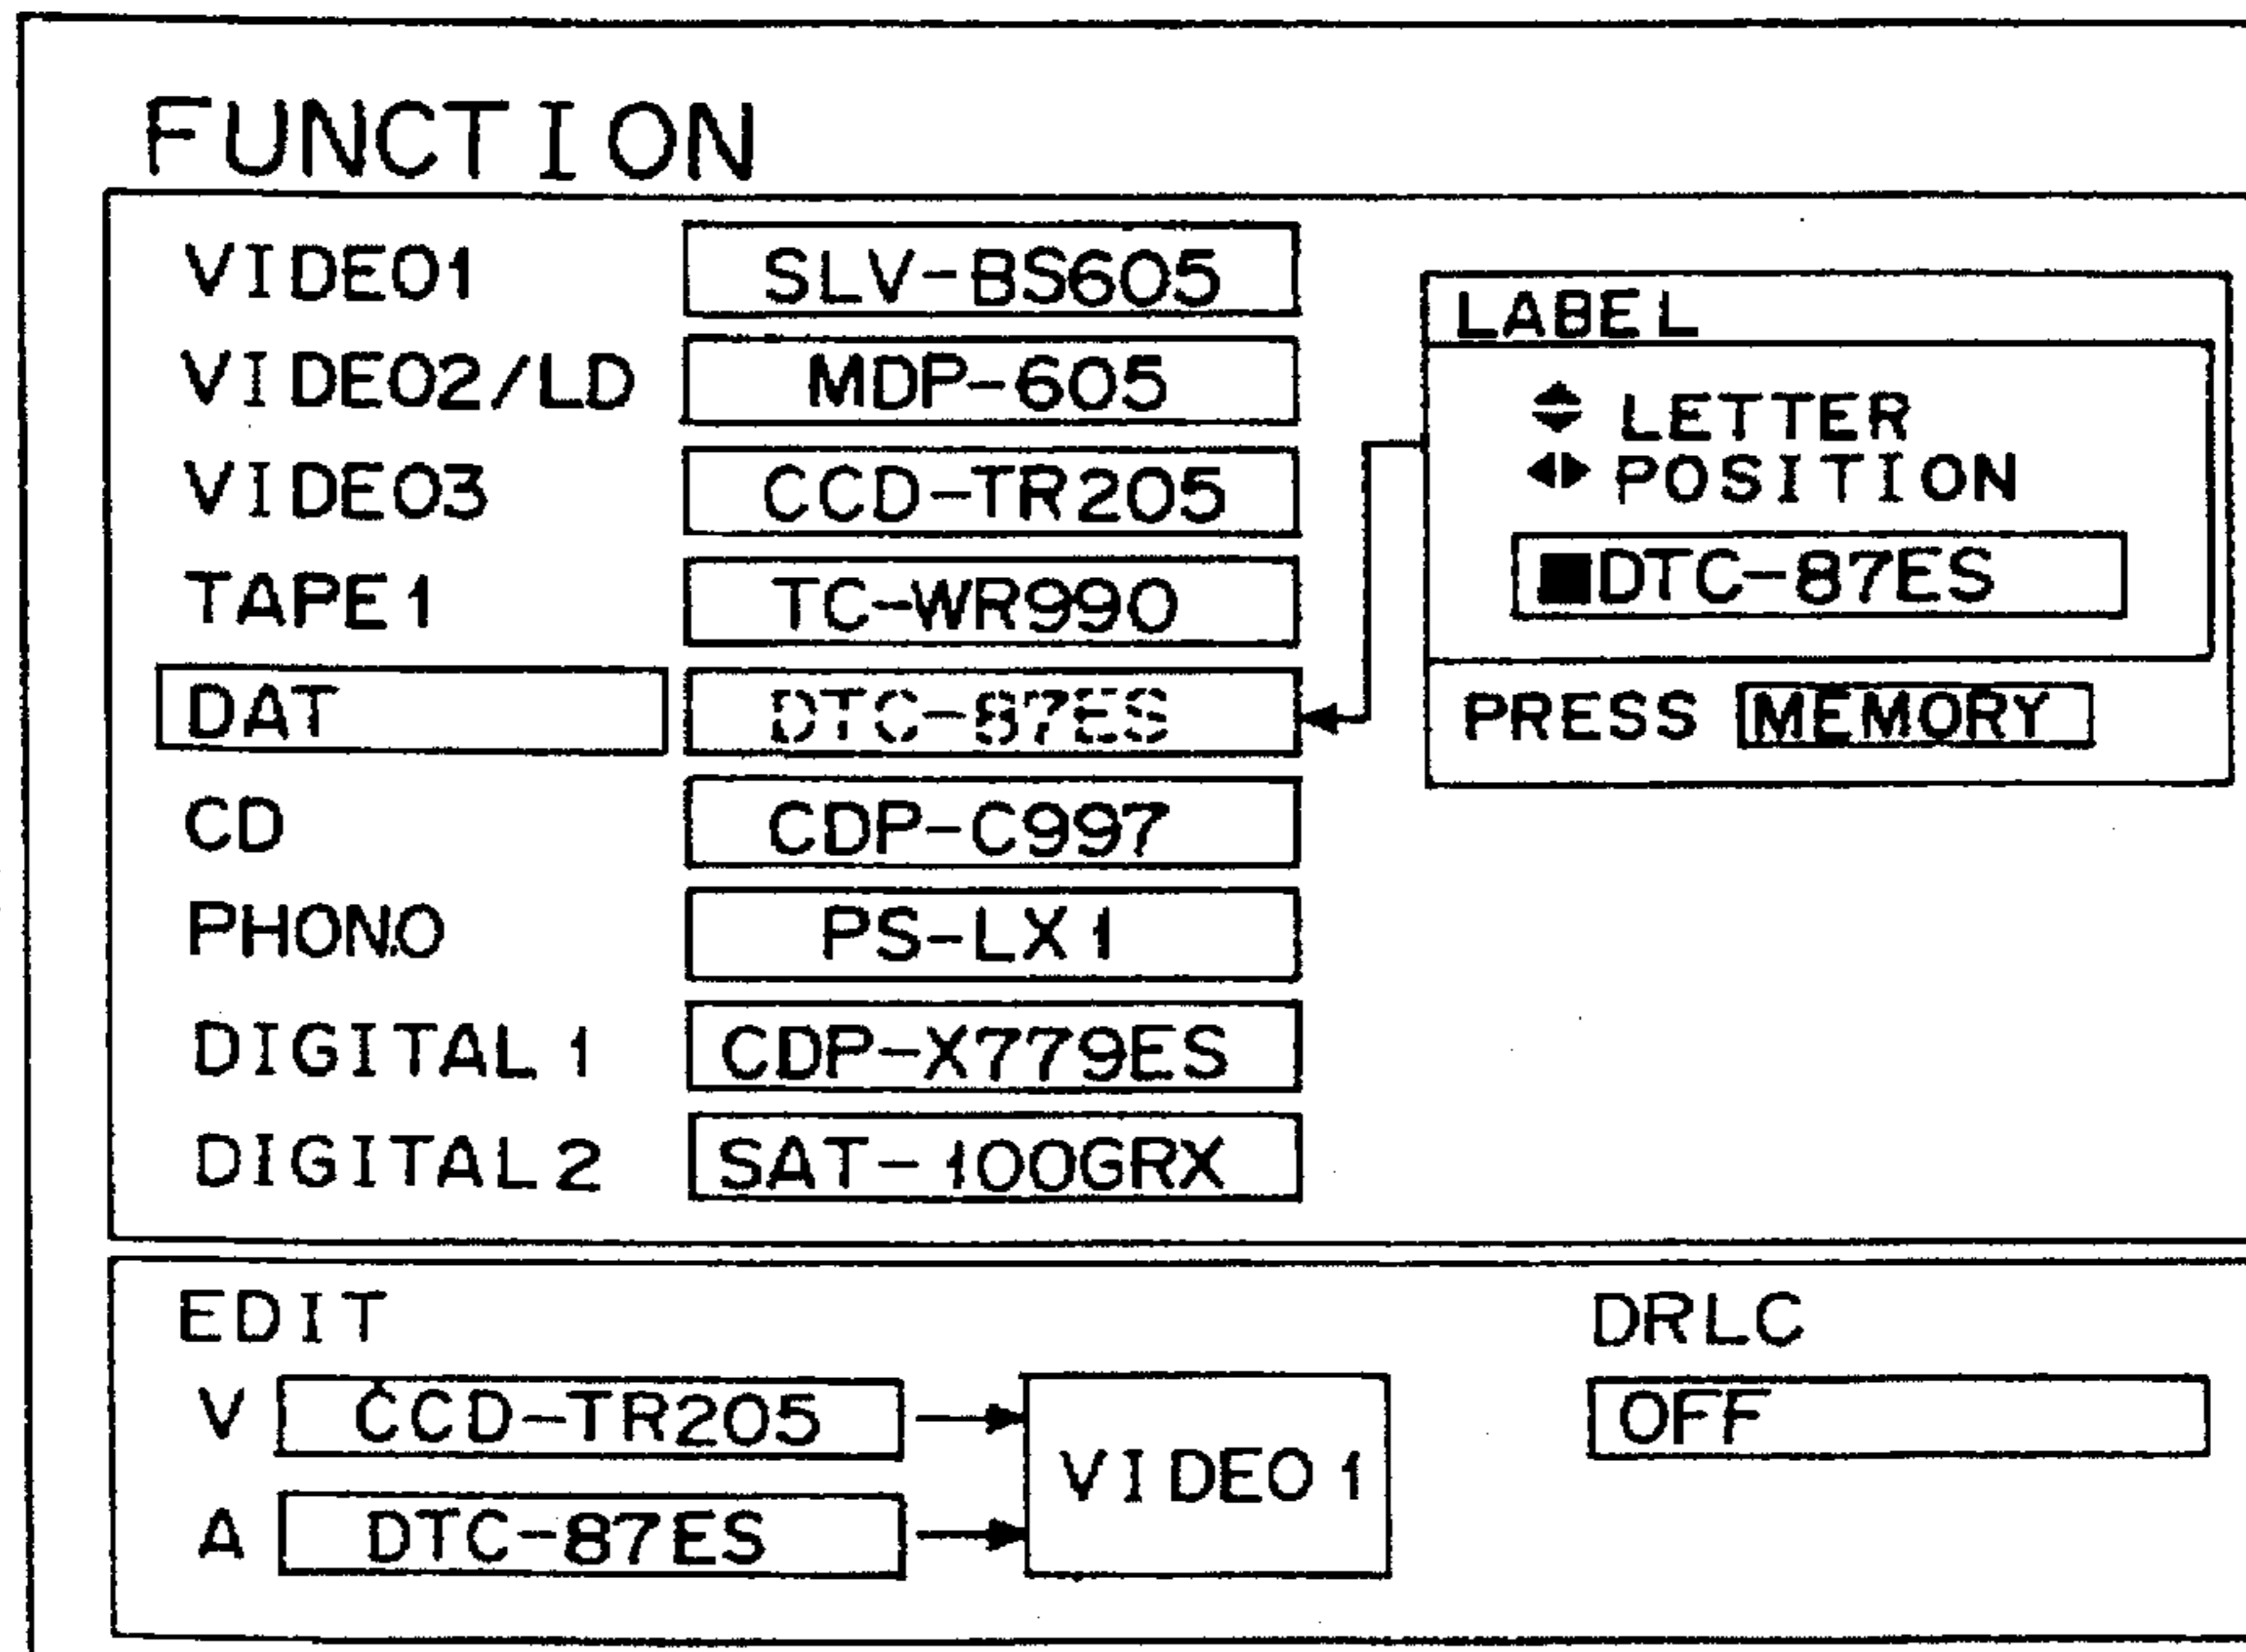 FUNCTION
VIDEO1 SLV-BS605
VIDEO2/LD MDP-605
VIDEO3 CCD-TR205
TAPE1 TC-WR990
DAT DTC-87ES
CD CDP-C997
PHONO PS-LX1
DIGITAL1 CDP-X779ES
DIGITAL2 SAT-100GRX
LABEL
LETTER
POSITION
■DTC-87ES
PRESS MEMORY
EDIT
V CCD-TR205
A DTC-87ES
VIDEO1
DRLC
OFF